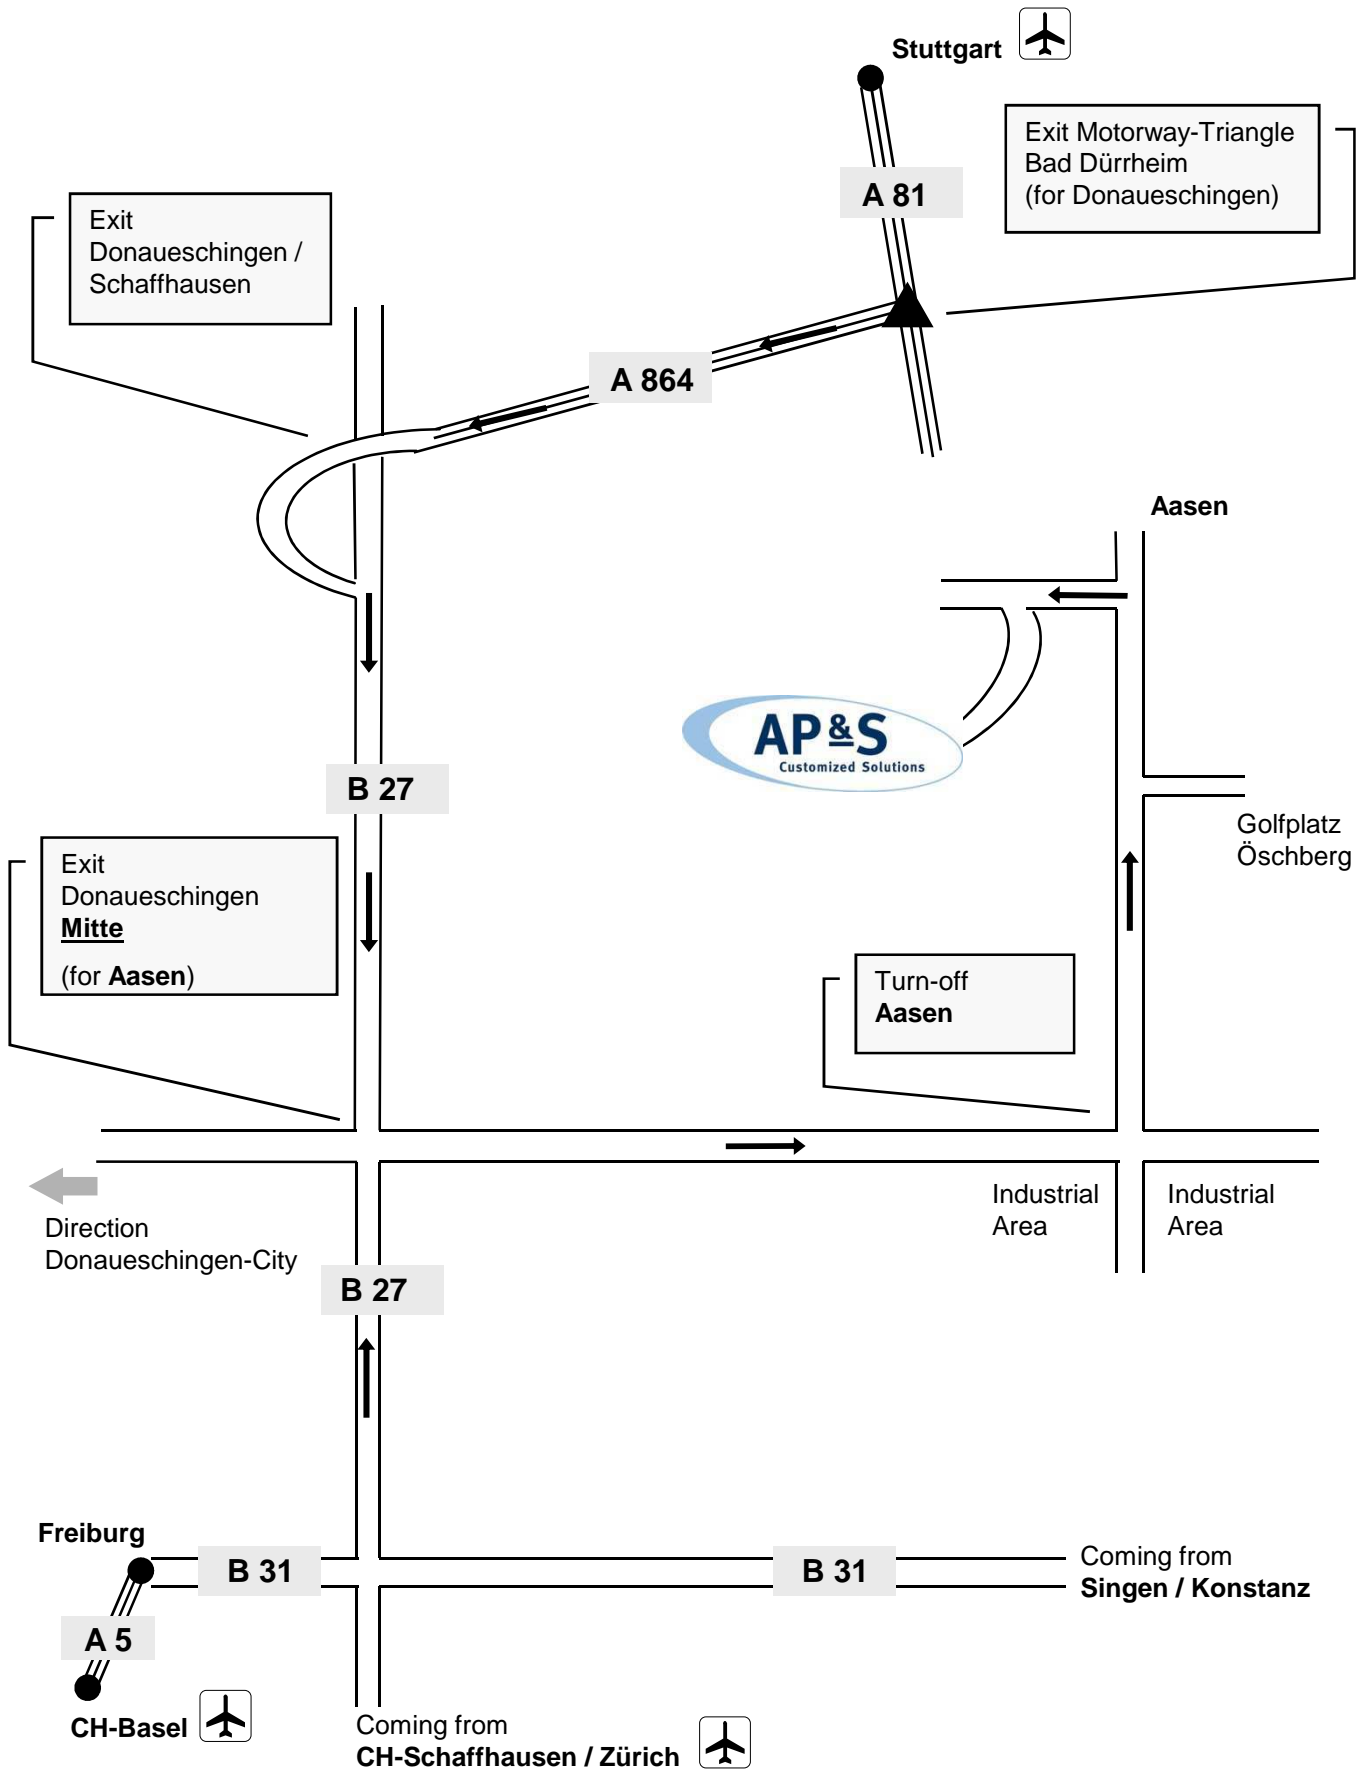 Stuttgart
Exit Motorway-Triangle
Bad Dürrheim
(for Donaueschingen)
A 81
Exit
Donaueschingen /
Schaffhausen
A 864
Aasen
AP&S
Customized Solutions
B 27
Golfplatz
Öschberg
Exit
Donaueschingen
Mitte
(for Aasen)
Turn-off
Aasen
Industrial
Area
Industrial
Area
Direction
Donaueschingen-City
B 27
Freiburg
B 31
B 31
Coming from
Singen / Konstanz
A 5
CH-Basel
Coming from
CH-Schaffhausen / Zürich